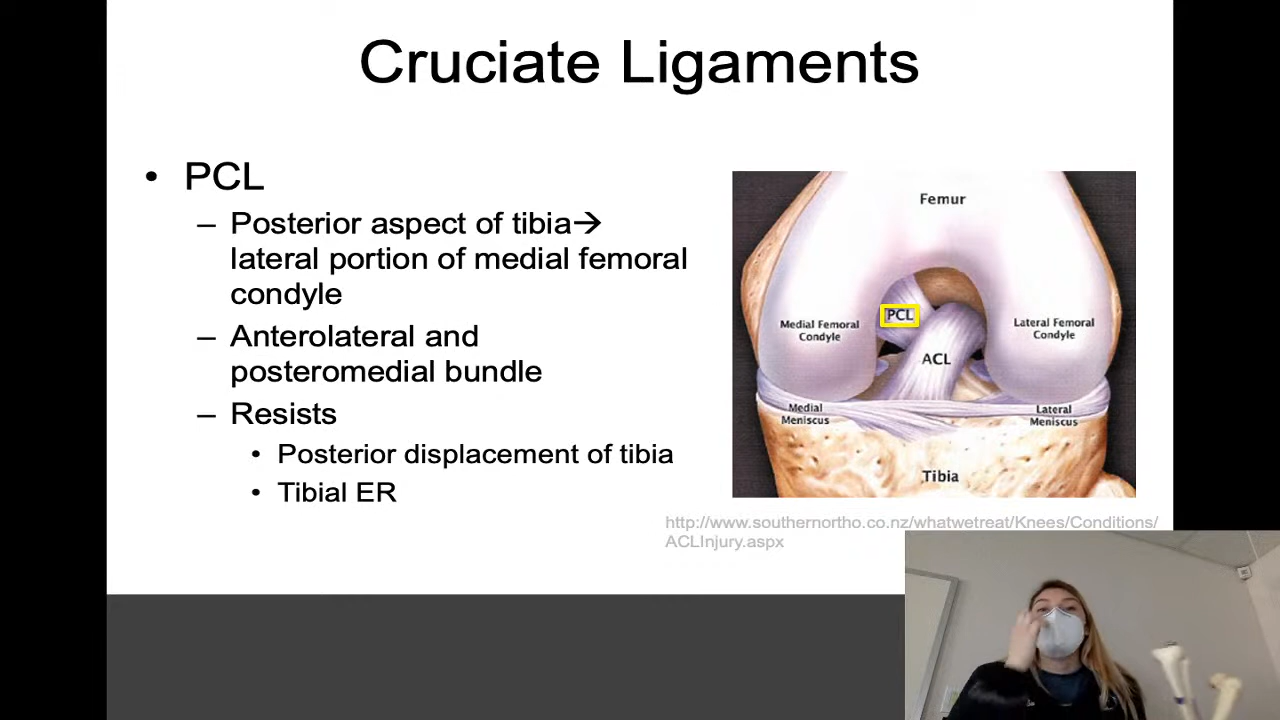 Cruciate Ligaments
• PCL
– Posterior aspect of tibia→
lateral portion of medial femoral
condyle
– Anterolateral and
posteromedial bundle
– Resists
• Posterior displacement of tibia
• Tibial ER
Femur
PCL
Medial Femoral
Condyle
Lateral Femoral
Condyle
ACL
Medial
Meniscus
Lateral
Meniscus
Tibia
http://www.southernortho.co.nz/whatwetreat/Knees/Conditions/
ACLInjury.aspx